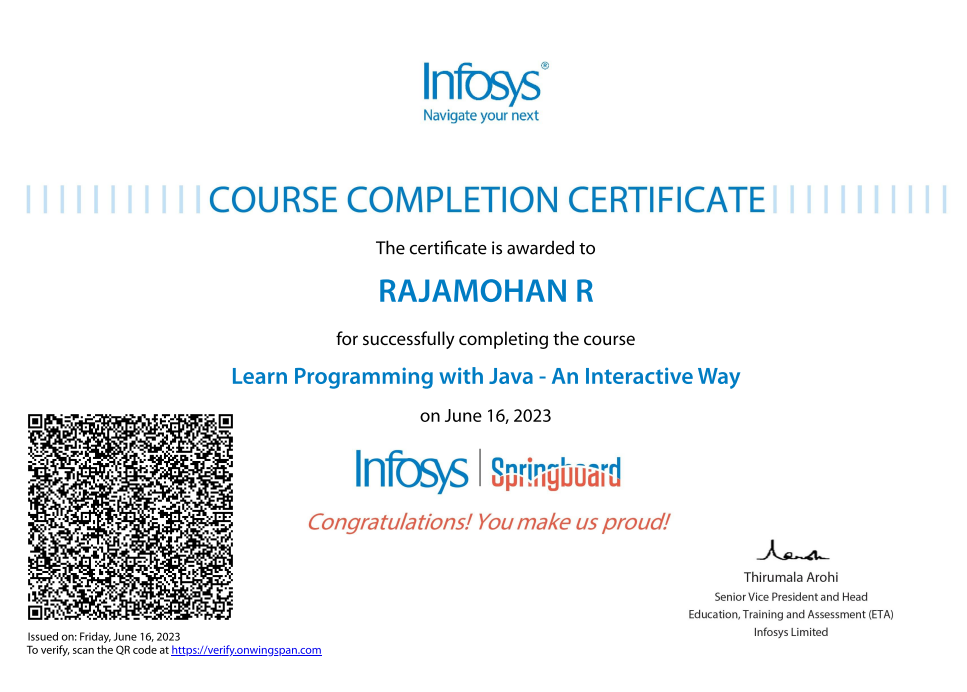 Infosys®
Navigate your next
COURSE COMPLETION CERTIFICATE
The certificate is awarded to
RAJAMOHAN R
for successfully completing the course
Learn Programming with Java - An Interactive Way
on June 16, 2023
Infosys | Springboard
Congratulations! You make us proud!
Thirumala Arohi
Senior Vice President and Head
Education, Training and Assessment (ETA)
Infosys Limited
Issued on: Friday, June 16, 2023
To verify, scan the QR code at https://verify.onwingspan.com